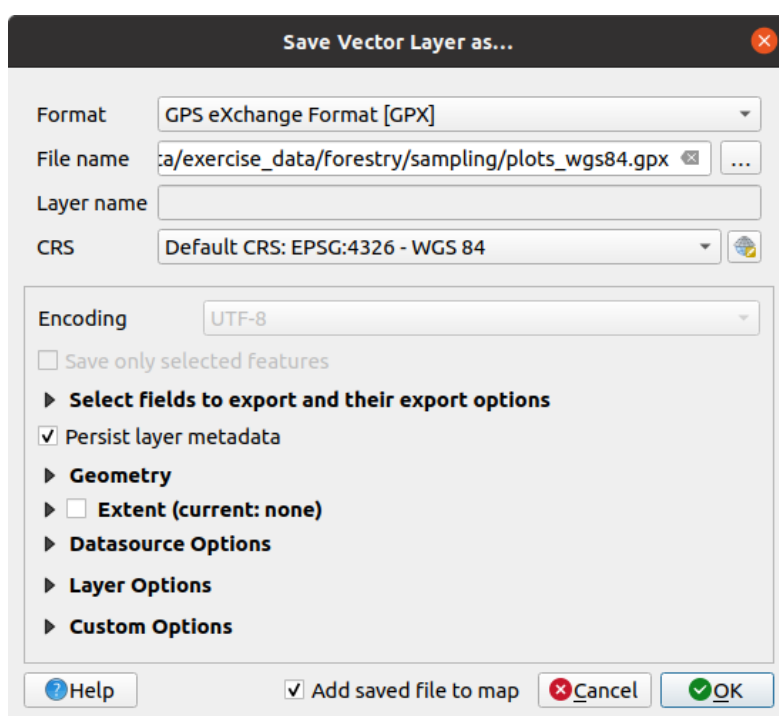 Save Vector Layer as...
Format GPS eXchange Format [GPX]
File name :a/exercise_data/forestry/sampling/plots_wgs84.gpx ...
Layer name
CRS Default CRS: EPSG:4326 - WGS 84
Encoding UTF-8
Save only selected features
Select fields to export and their export options
Persist layer metadata
Geometry
Extent (current: none)
Datasource Options
Layer Options
Custom Options
Help Add saved file to map Cancel OK